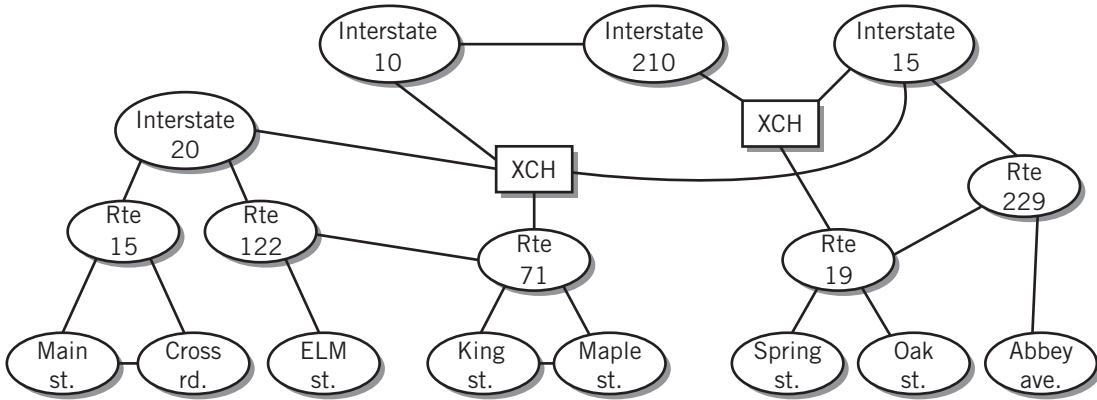 Interstate
10
Interstate
210
Interstate
15
Interstate
20
XCH
XCH
Rte
229
Rte
15
Rte
122
Rte
71
Rte
19
Main
st.
Cross
rd.
ELM
st.
King
st.
Maple
st.
Spring
st.
Oak
st.
Abbey
ave.